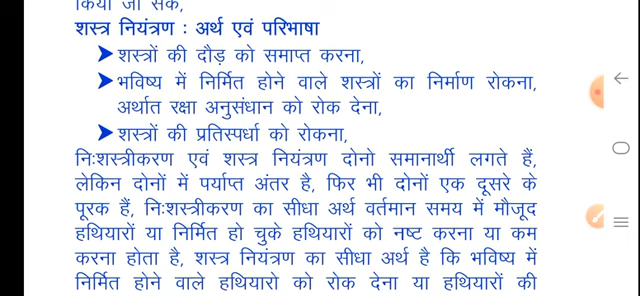 किया जा सके,
शस्त्र नियंत्रण : अर्थ एवं परिभाषा
➤ शस्त्रों की दौड़ को समाप्त करना,
➤ भविष्य में निर्मित होने वाले शस्त्रों का निर्माण रोकना,
अर्थात रक्षा अनुसंधान को रोक देना,
➤ शस्त्रों की प्रतिस्पर्धा को रोकना,
निःशस्त्रीकरण एवं शस्त्र नियंत्रण दोनो समानार्थी लगते हैं,
लेकिन दोनों में पर्याप्त अंतर है, फिर भी दोनों एक दूसरे के
पूरक हैं, निःशस्त्रीकरण का सीधा अर्थ वर्तमान समय में मौजूद
हथियारों या निर्मित हो चुके हथियारों को नष्ट करना या कम
करना होता है, शस्त्र नियंत्रण का सीधा अर्थ है कि भविष्य में
निर्मित होने वाले हथियारो को रोक देना या हथियारों की